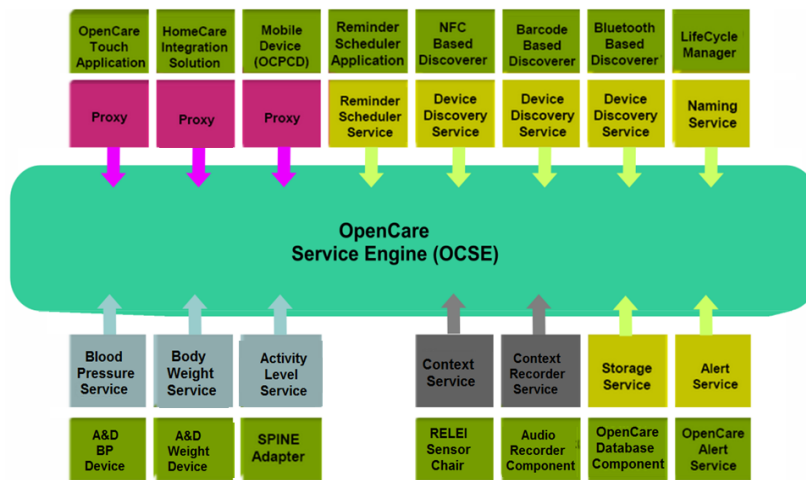 OpenCare
Touch
Application
HomeCare
Integration
Solution
Mobile
Device
(OCPCD)
Reminder
Scheduler
Application
NFC
Based
Discoverer
Barcode
Based
Discoverer
Bluetooth
Based
Discoverer
LifeCycle
Manager
Proxy
Proxy
Proxy
Reminder
Scheduler
Service
Device
Discovery
Service
Device
Discovery
Service
Device
Discovery
Service
Naming
Service
OpenCare
Service Engine (OCSE)
Blood
Pressure
Service
Body
Weight
Service
Activity
Level
Service
Context
Service
Context
Recorder
Service
Storage
Service
Alert
Service
A&D
BP
Device
A&D
Weight
Device
SPINE
Adapter
RELEI
Sensor
Chair
Audio
Recorder
Component
OpenCare
Database
Component
OpenCare
Alert
Service